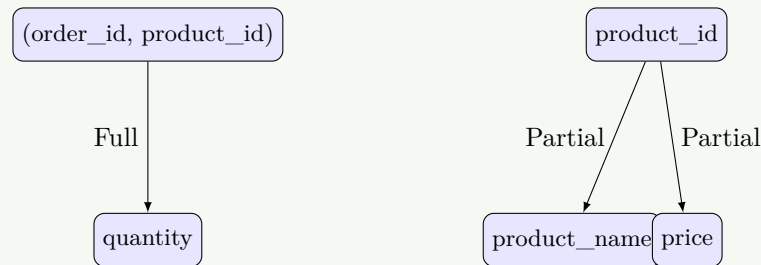 (order_id, product_id)
product_id
Full
Partial
Partial
quantity
product_name
price